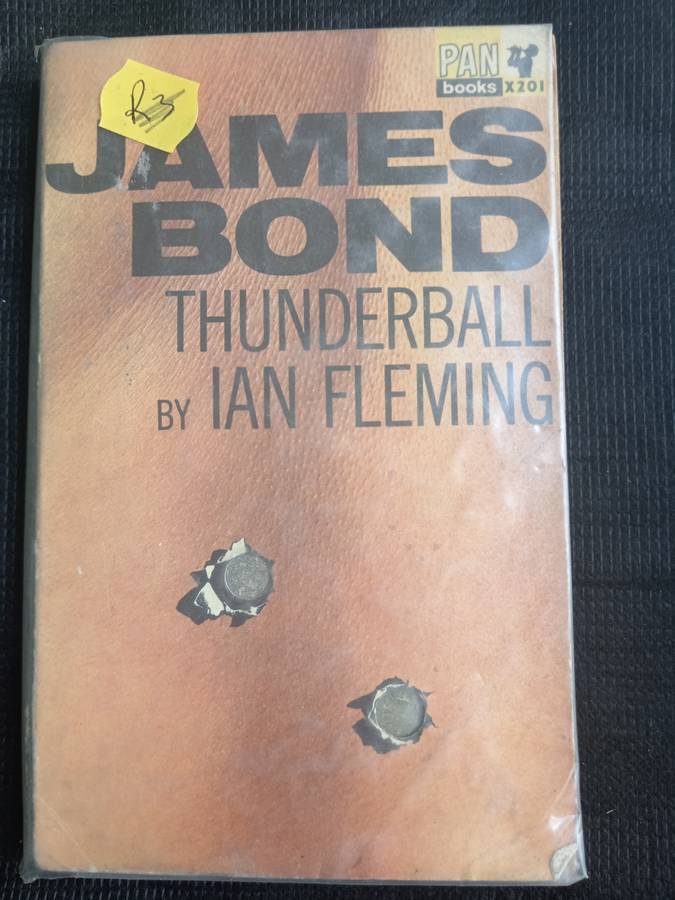 PAN
books X201
R3
JAMES
BOND
THUNDERBALL
BY IAN FLEMING